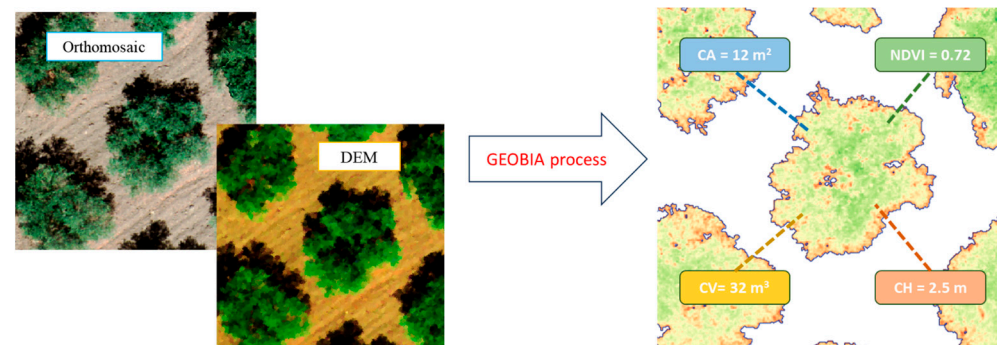 Orthomosaic
DEM
GEOBIA process
CA = 12 m²
NDVI = 0.72
CV= 32 m³
CH = 2.5 m